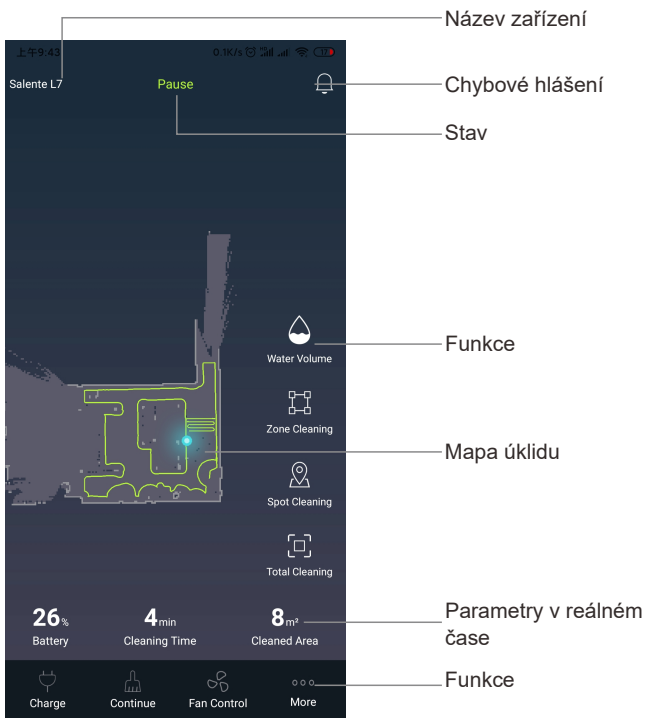 Název zařízení
上午9:43 0.1K/s
Salente L7 Pause
Chybové hlášení
Stav
Water Volume
Funkce
Zone Cleaning
Mapa úklidu
Spot Cleaning
Total Cleaning
26% 4min 8m²
Battery Cleaning Time Cleaned Area
Parametry v reálném
čase
Charge Continue Fan Control More
Funkce